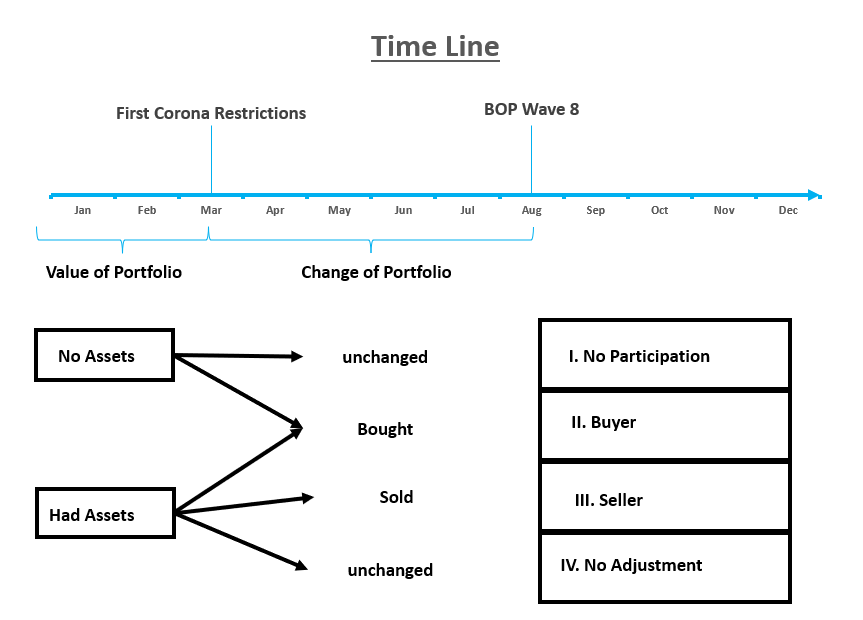 Time Line
First Corona Restrictions
BOP Wave 8
Jan Feb Mar Apr May Jun Jul Aug Sep Oct Nov Dec
Value of Portfolio
Change of Portfolio
No Assets
unchanged
I. No Participation
Bought
II. Buyer
Had Assets
Sold
III. Seller
unchanged
IV. No Adjustment